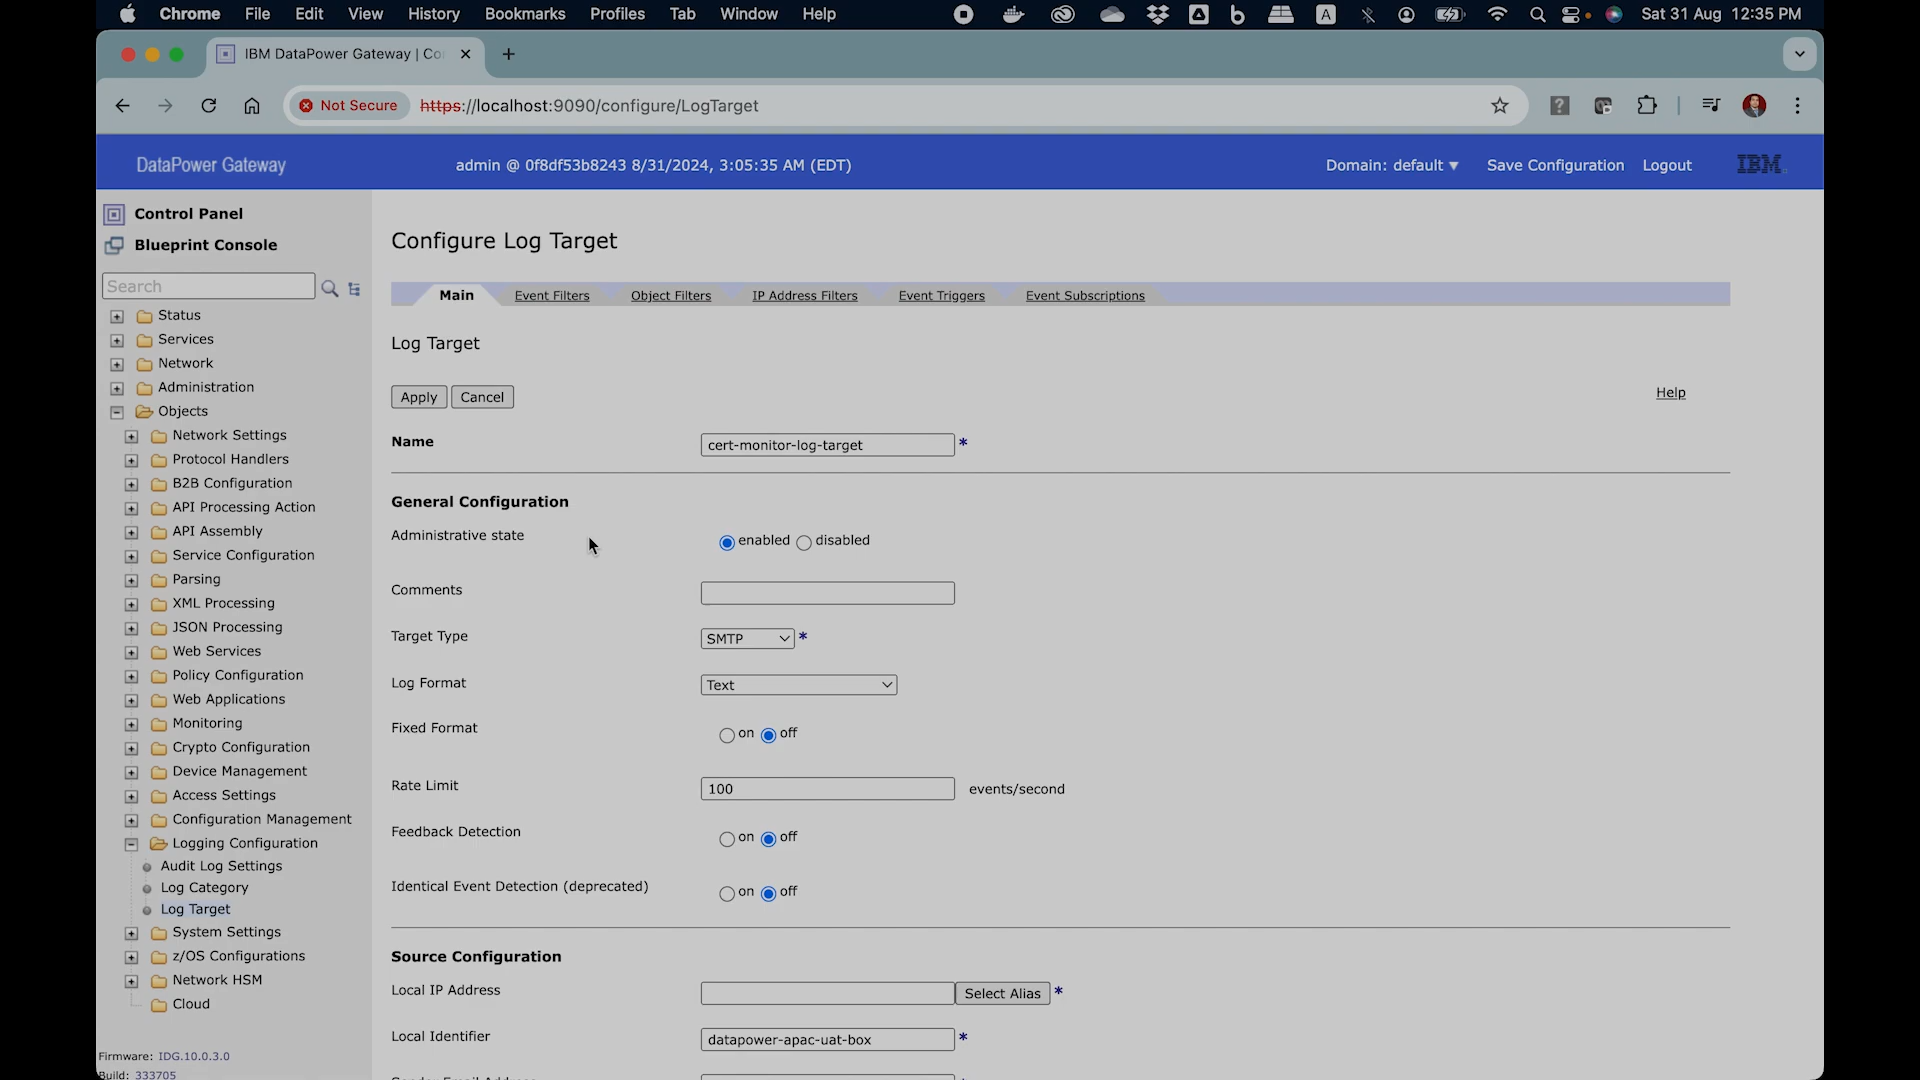 Chrome File Edit View History Bookmarks Profiles Tab Window Help Sat 31 Aug 12:35 PM
IBM DataPower Gateway | Co
Not Secure https://localhost:9090/configure/LogTarget
DataPower Gateway admin @ 0f8df53b8243 8/31/2024, 3:05:35 AM (EDT) Domain: default Save Configuration Logout IBM
Control Panel
Blueprint Console
Search
Status
Services
Network
Administration
Objects
Network Settings
Protocol Handlers
B2B Configuration
API Processing Action
API Assembly
Service Configuration
Parsing
XML Processing
JSON Processing
Web Services
Policy Configuration
Web Applications
Monitoring
Crypto Configuration
Device Management
Access Settings
Configuration Management
Logging Configuration
Audit Log Settings
Log Category
Log Target
System Settings
z/OS Configurations
Network HSM
Cloud
Firmware: IDG.10.0.3.0
Build: 333705
Configure Log Target
Main Event Filters Object Filters IP Address Filters Event Triggers Event Subscriptions
Log Target
Apply Cancel Help
Name cert-monitor-log-target *
General Configuration
Administrative state enabled disabled
Comments
Target Type SMTP *
Log Format Text
Fixed Format on off
Rate Limit 100 events/second
Feedback Detection on off
Identical Event Detection (deprecated) on off
Source Configuration
Local IP Address Select Alias *
Local Identifier datapower-apac-uat-box *